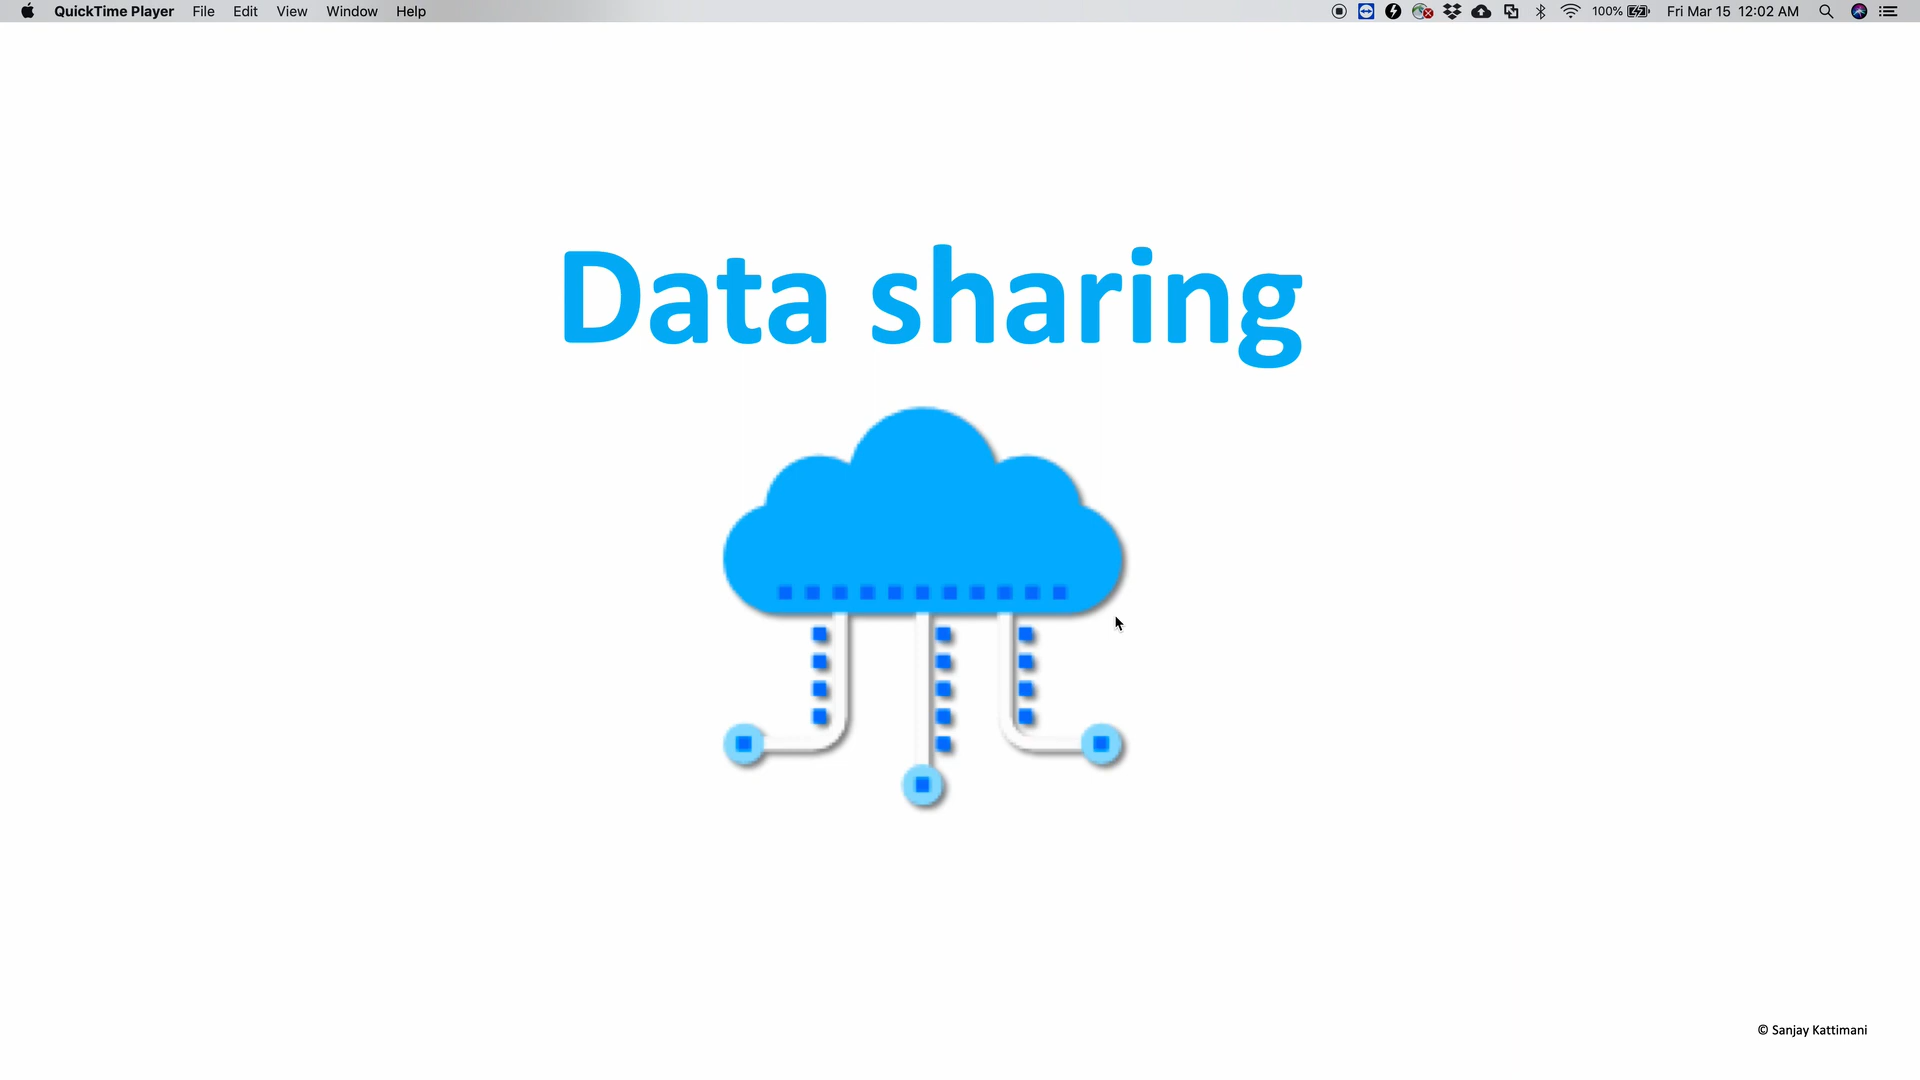 QuickTime Player File Edit View Window Help 100% Fri Mar 15 12:02 AM
Data sharing
© Sanjay Kattimani